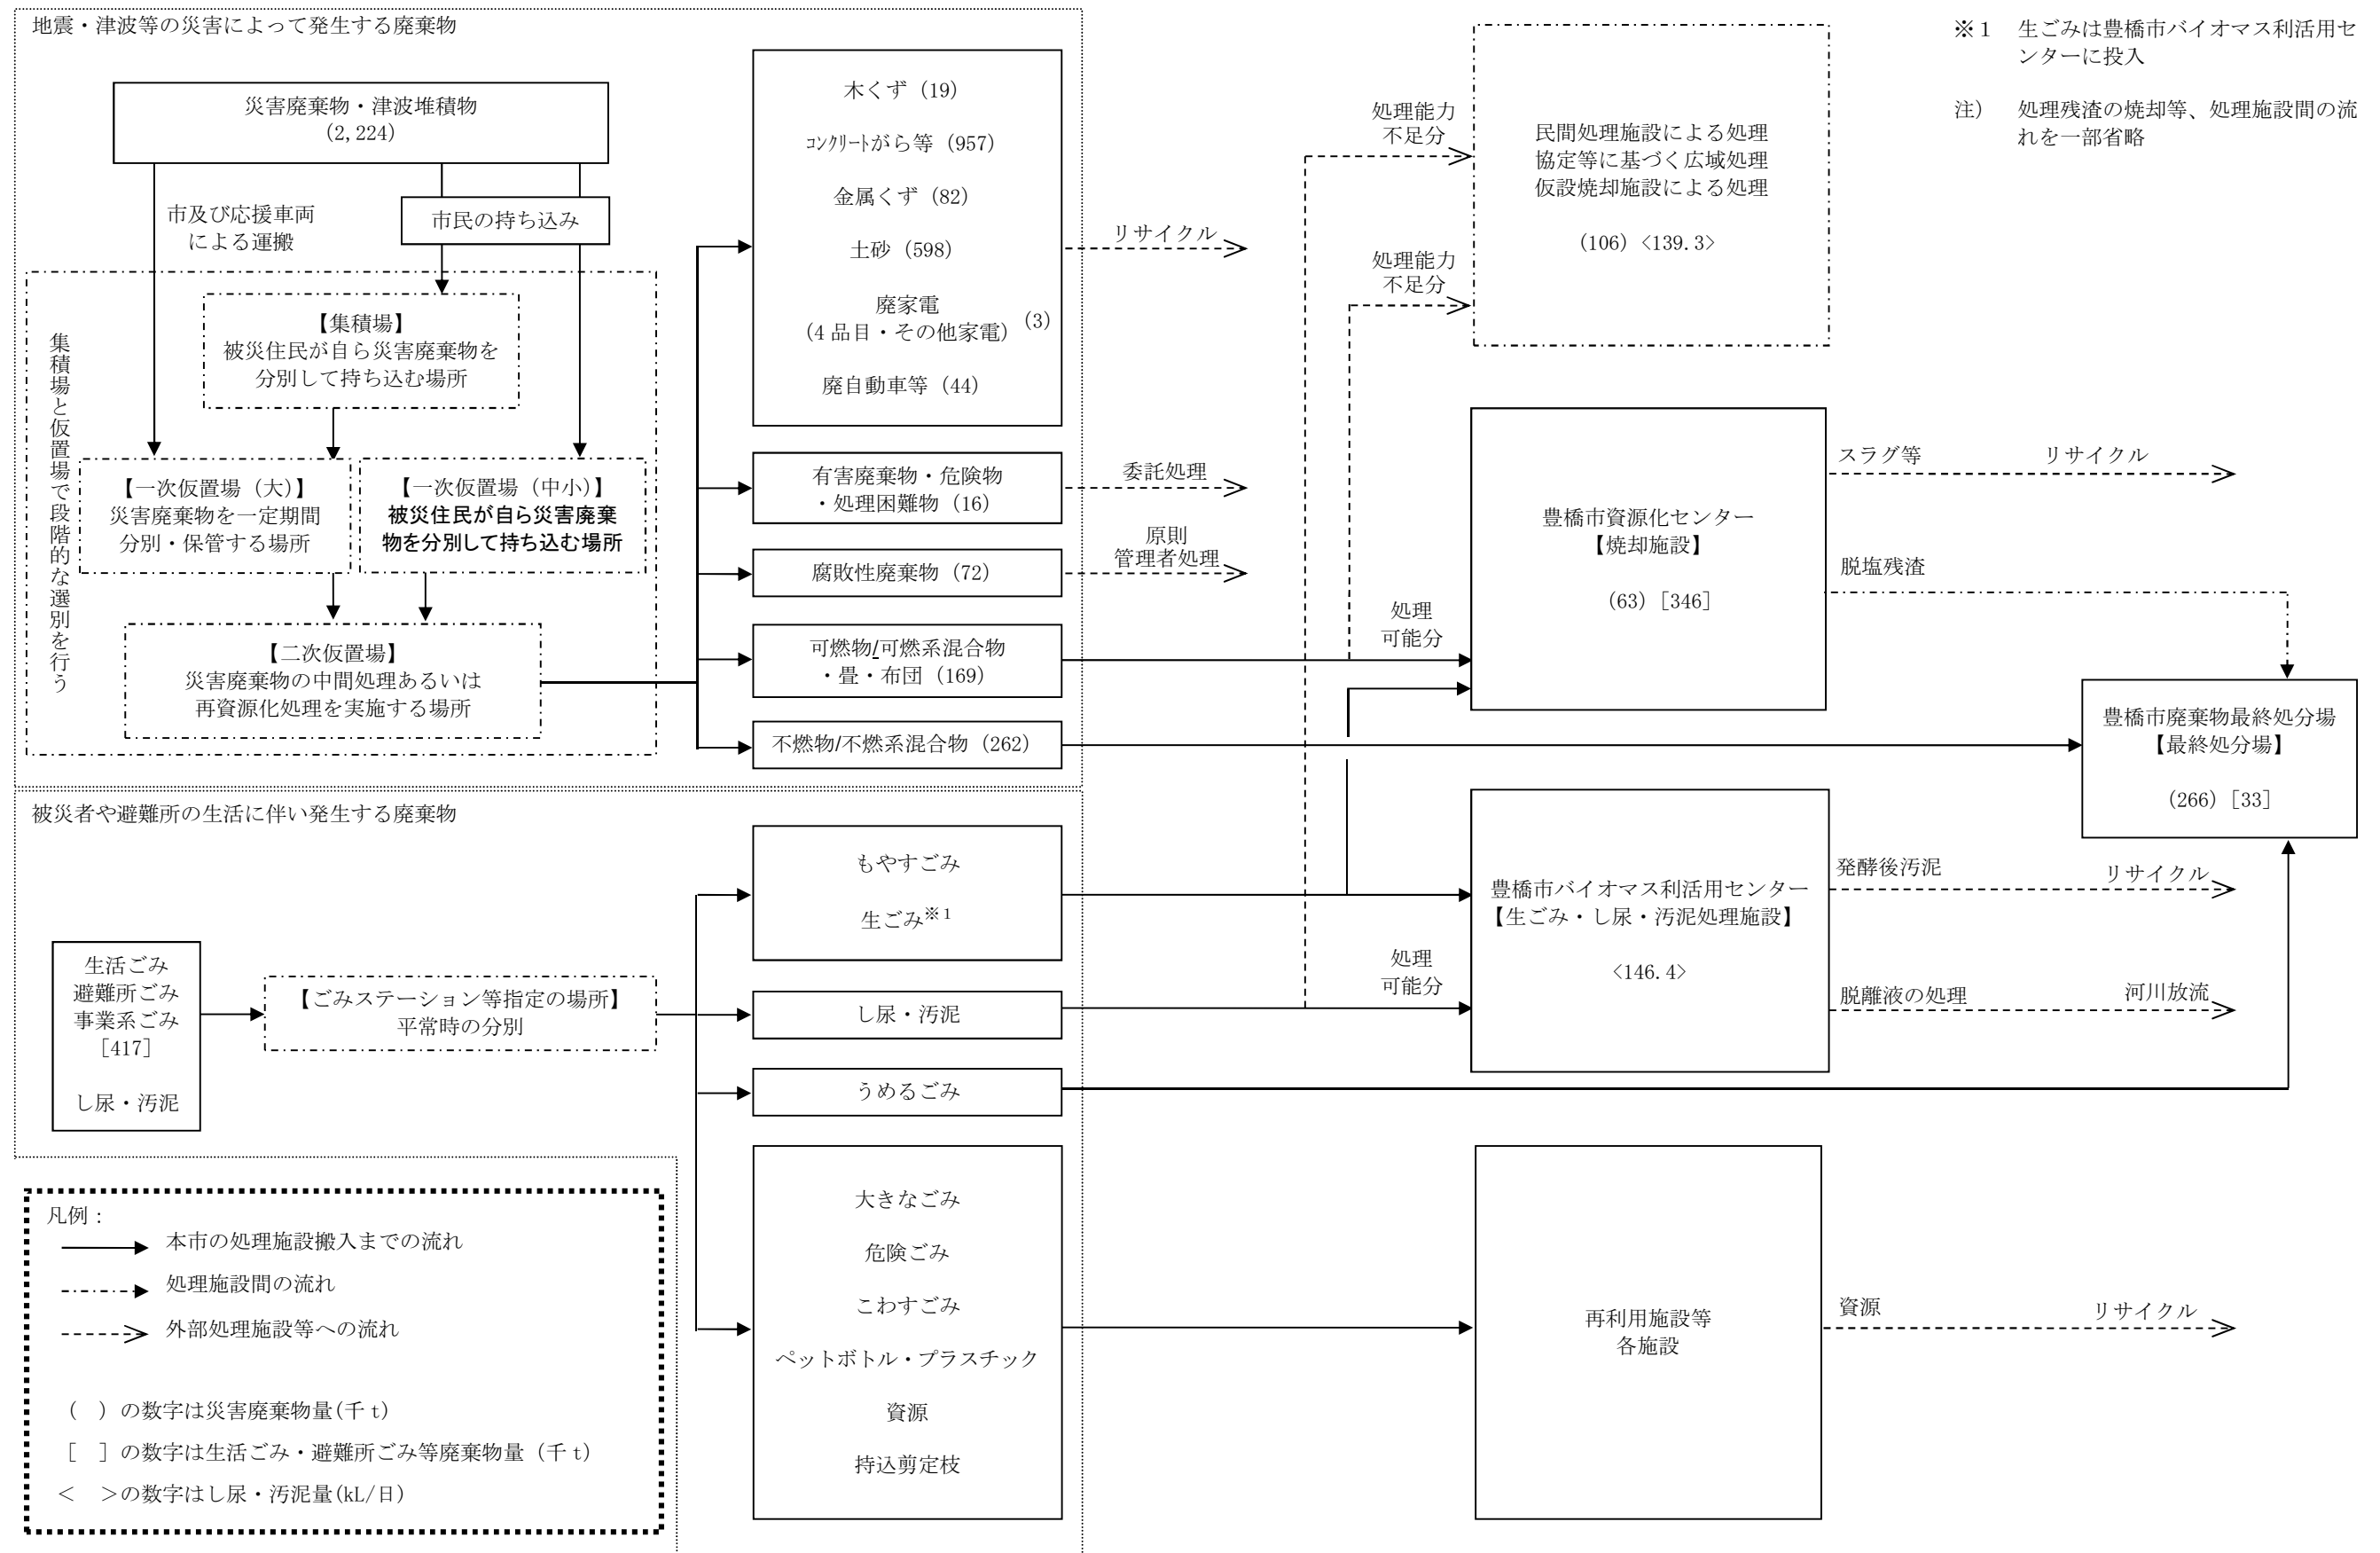 地震・津波等の災害によって発生する廃棄物
災害廃棄物・津波堆積物
(2,224)
市及び応援車両
による運搬
市民の持ち込み
集積場と仮置場で段階的な選別を行う
【集積場】
被災住民が自ら災害廃棄物を
分別して持ち込む場所
【一次仮置場（大）】
災害廃棄物を一定期間
分別・保管する場所
【一次仮置場（中小）】
被災住民が自ら災害廃棄
物を分別して持ち込む場所
【二次仮置場】
災害廃棄物の中間処理あるいは
再資源化処理を実施する場所
木くず (19)
ｺﾝｸﾘｰﾄがら等 (957)
金属くず (82)
土砂 (598)
廃家電
(4 品目・その他家電) (3)
廃自動車等 (44)
リサイクル
有害廃棄物・危険物
・処理困難物 (16)
委託処理
腐敗性廃棄物 (72)
原則
管理者処理
可燃物/可燃系混合物
・畳・布団 (169)
不燃物/不燃系混合物 (262)
処理能力
不足分
処理能力
不足分
処理
可能分
民間処理施設による処理
協定等に基づく広域処理
仮設焼却施設による処理
(106) <139.3>
※１ 生ごみは豊橋市バイオマス利活用セ
ンターに投入
注） 処理残渣の焼却等、処理施設間の流
れを一部省略
豊橋市資源化センター
【焼却施設】
(63) [346]
スラグ等 リサイクル
脱塩残渣
豊橋市廃棄物最終処分場
【最終処分場】
(266) [33]
被災者や避難所の生活に伴い発生する廃棄物
生活ごみ
避難所ごみ
事業系ごみ
[417]
し尿・汚泥
【ごみステーション等指定の場所】
平常時の分別
もやすごみ
生ごみ※１
し尿・汚泥
うめるごみ
大きなごみ
危険ごみ
こわすごみ
ペットボトル・プラスチック
資源
持込剪定枝
処理
可能分
豊橋市バイオマス利活用センター
【生ごみ・し尿・汚泥処理施設】
<146.4>
発酵後汚泥 リサイクル
脱離液の処理 河川放流
再利用施設等
各施設
資源 リサイクル
凡例：
本市の処理施設搬入までの流れ
処理施設間の流れ
外部処理施設等への流れ
（ ）の数字は災害廃棄物量(千 t)
［ ］の数字は生活ごみ・避難所ごみ等廃棄物量 (千 t)
＜ ＞の数字はし尿・汚泥量(kL/日)